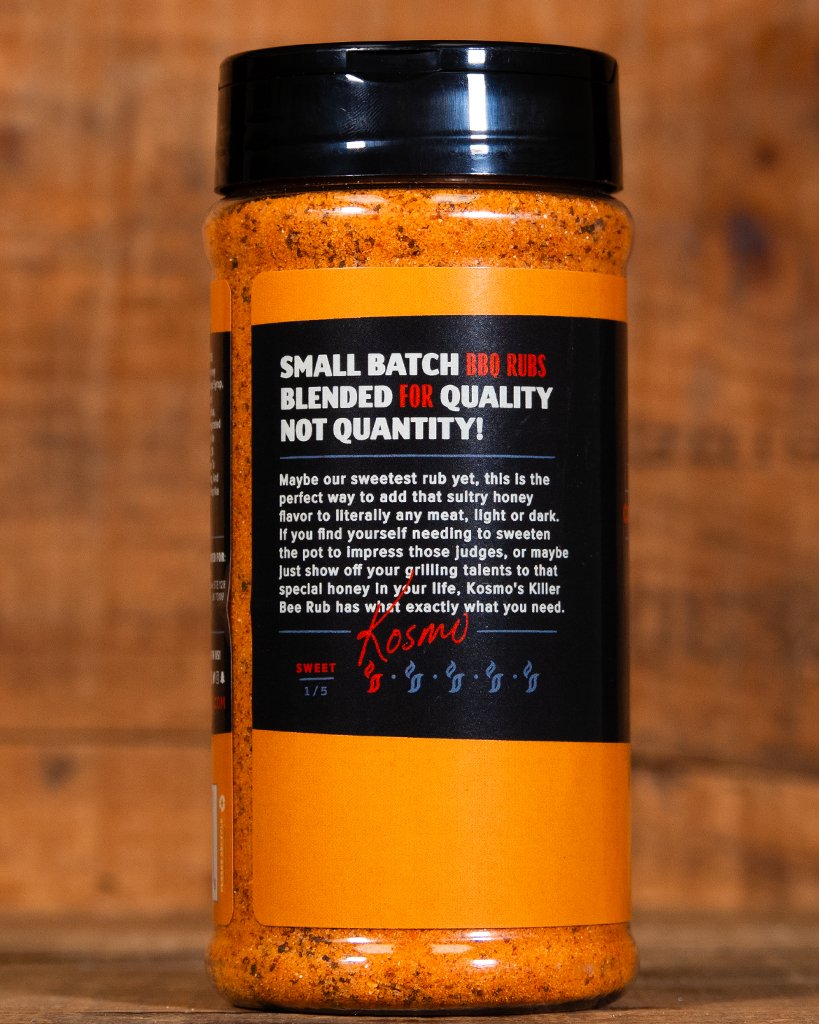 SMALL BATCH BBQ RUBS
BLENDED FOR QUALITY
NOT QUANTITY!
Maybe our sweetest rub yet, this is the
perfect way to add that sultry honey
flavor to literally any meat, light or dark.
If you find yourself needing to sweeten
the pot to impress those judges, or maybe
just show off your grilling talents to that
special honey in your life, Kosmo's Killer
Bee Rub has what exactly what you need.
Kosmo
SWEET
1/5